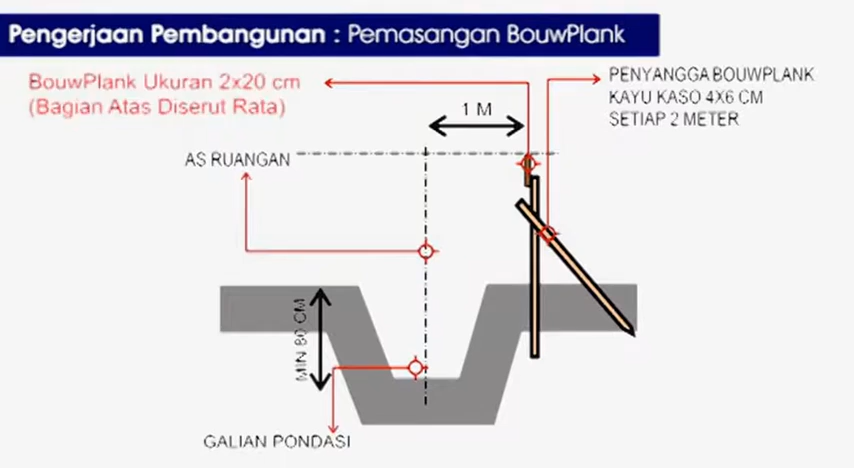 Pengerjaan Pembangunan : Pemasangan BouwPlank
BouwPlank Ukuran 2x20 cm
(Bagian Atas Diserut Rata)
PENYANGGA BOUWPLANK
KAYU KASO 4X6 CM
SETIAP 2 METER
1 M
AS RUANGAN
MIN 80 CM
GALIAN PONDASI